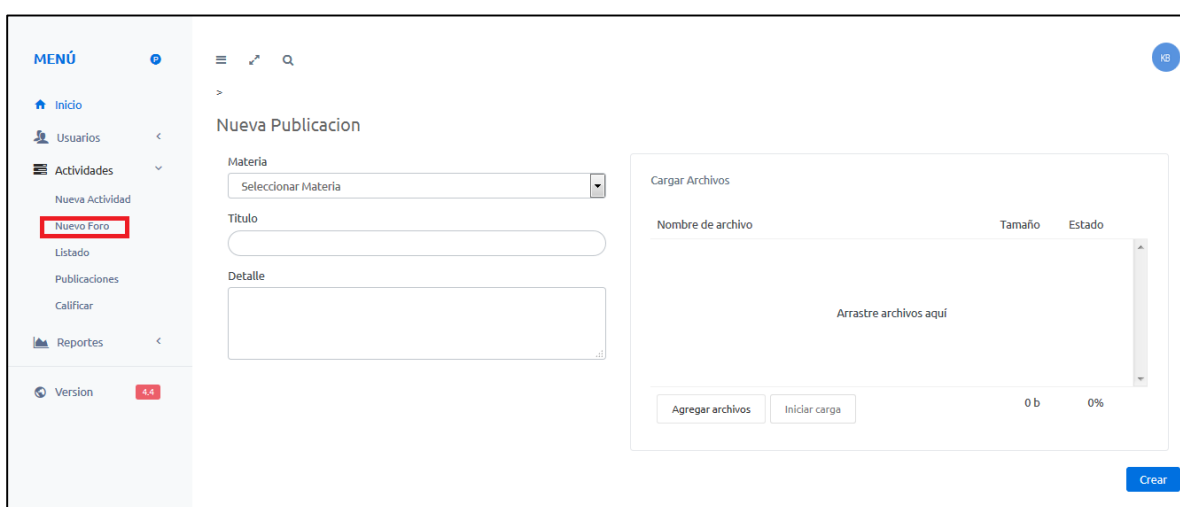 MENÚ
P
KB
>
Inicio
Usuarios
Actividades
Nueva Actividad
Nuevo Foro
Listado
Publicaciones
Calificar
Reportes
Version 4.4
Nueva Publicacion
Materia
Seleccionar Materia
Titulo
Detalle
Cargar Archivos
Nombre de archivo Tamaño Estado
Arrastre archivos aquí
Agregar archivos Iniciar carga 0 b 0%
Crear